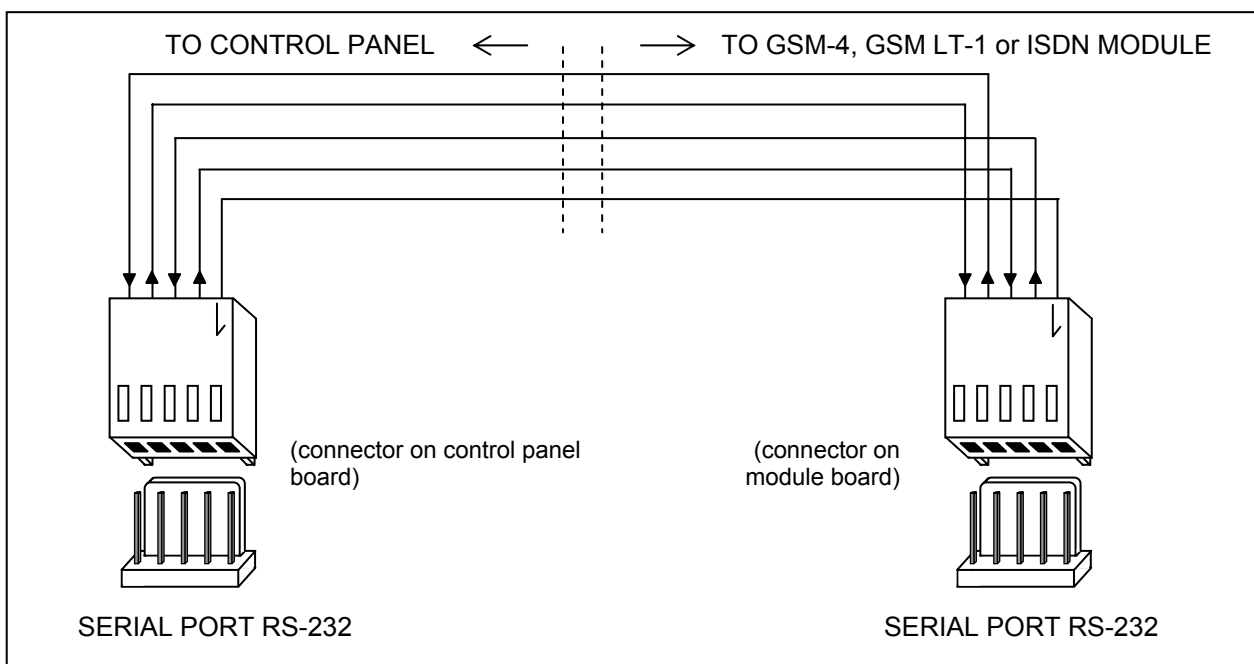 TO CONTROL PANEL
TO GSM-4, GSM LT-1 or ISDN MODULE
(connector on control panel
board)
(connector on
module board)
SERIAL PORT RS-232
SERIAL PORT RS-232